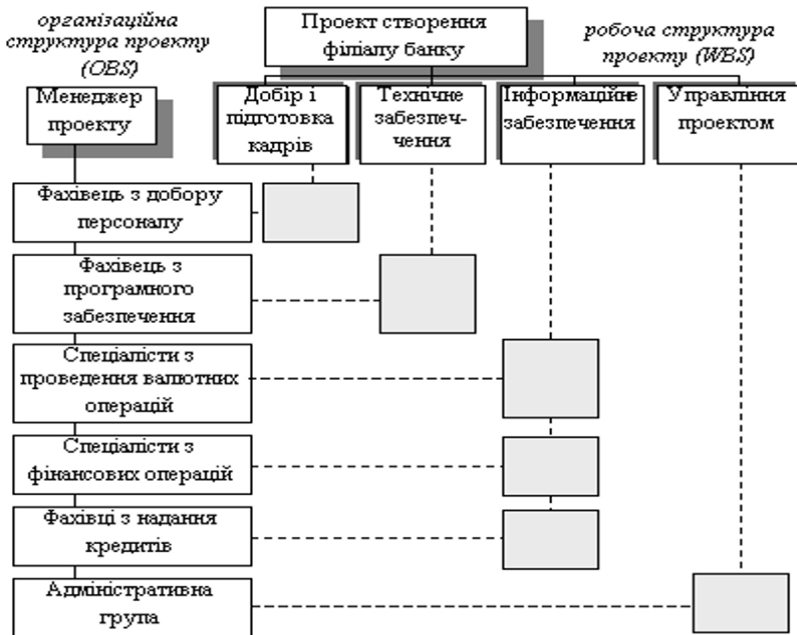 організаційна
структура проекту
(OBS)
Проект створення
філіалу банку
робоча структура
проекту (WBS)
Менеджер
проекту
Добір і
підготовка
кадрів
Технічне
забезпеч-
чення
Інформаційне
забезпечення
Управління
проектом
Фахівець з добору
персоналу
Фахівець з
програмного
забезпечення
Спеціалісти з
проведення валютних
операцій
Спеціалісти з
фінансових операцій
Фахівці з надання
кредитів
Адміністративна
група